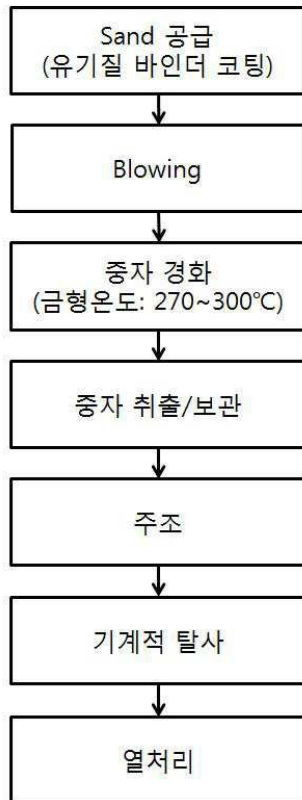 Sand 공급
(유기질 바인더 코팅)
Blowing
중자 경화
(금형온도: 270~300℃)
중자 취출/보관
주조
기계적 탈사
열처리